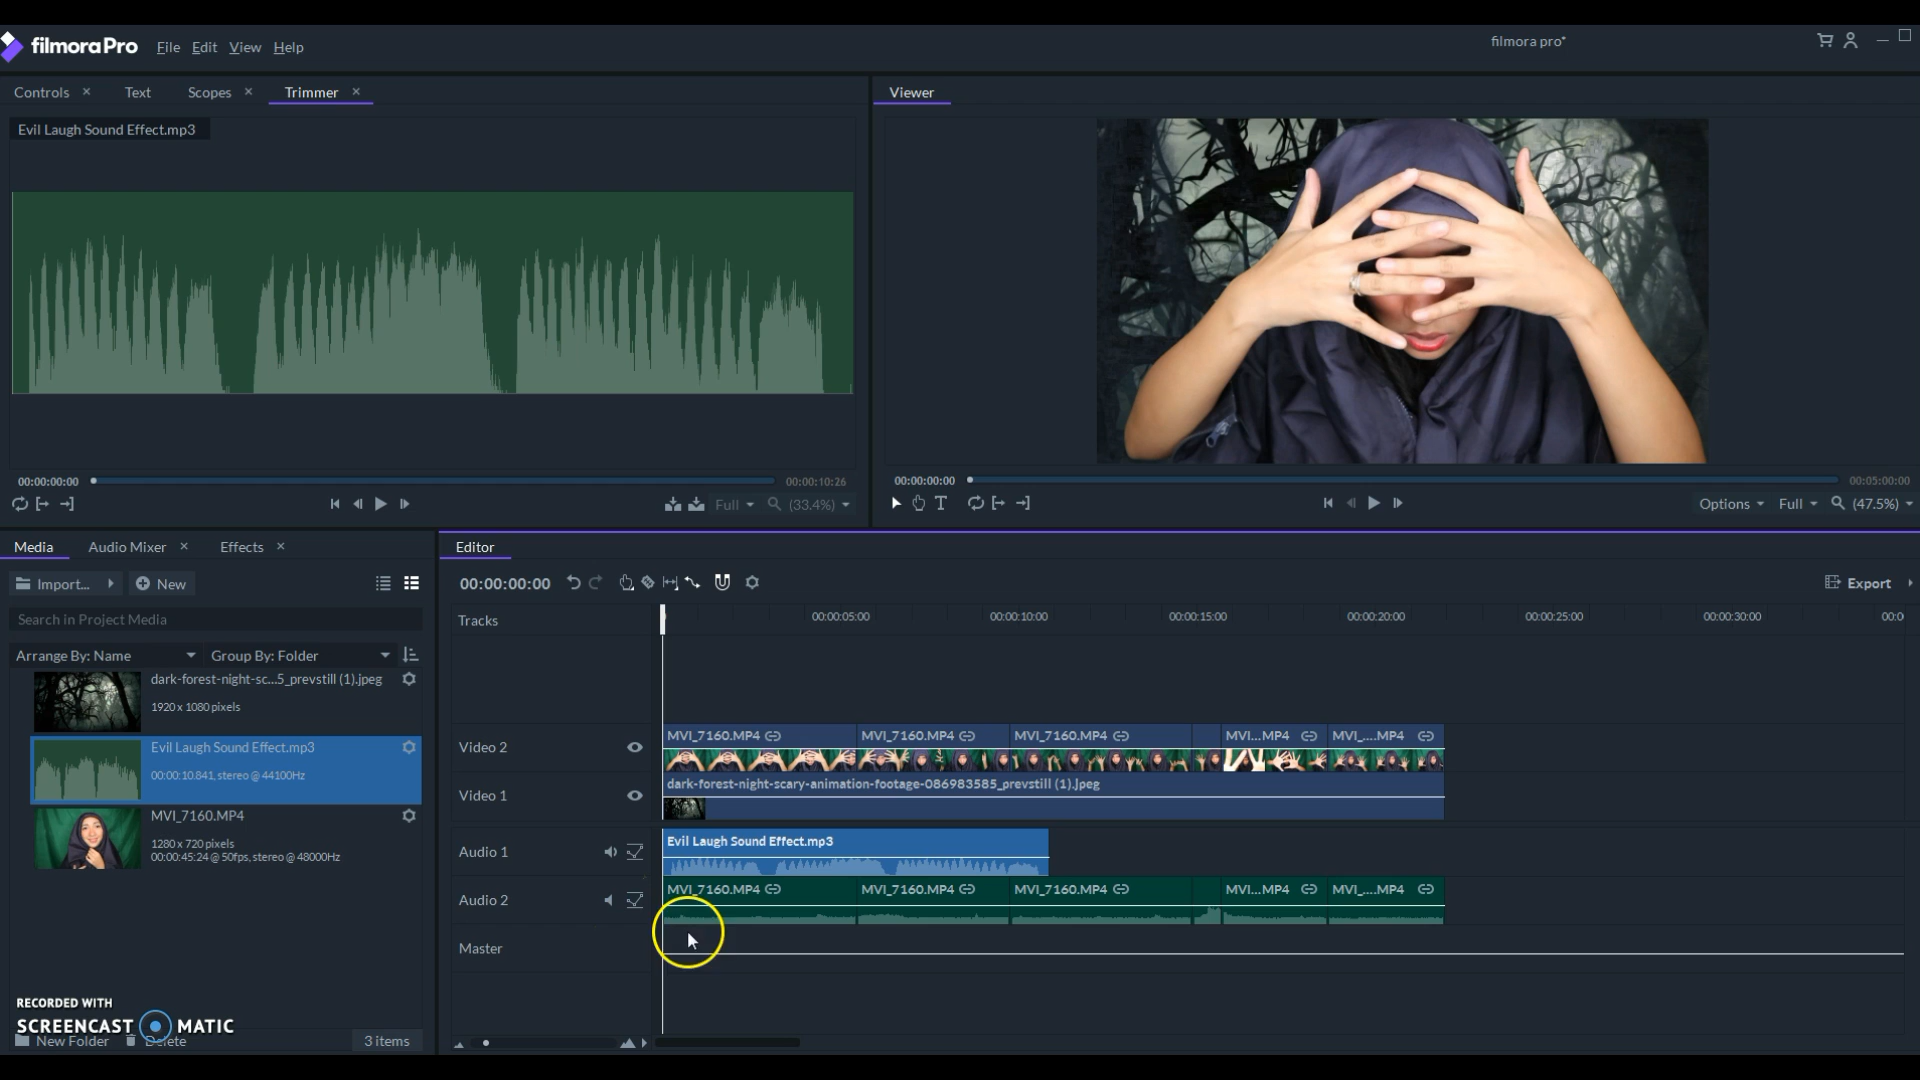 filmoraPro File Edit View Help
filmora pro*
Controls Text Scopes Trimmer
Viewer
Evil Laugh Sound Effect.mp3
00:00:00:00
00:00:10:26
00:00:00:00
00:05:00:00
Full (33.4%)
Options Full (47.5%)
Media Audio Mixer Effects
Editor
Import... New
00:00:00:00
Export
Search in Project Media
Tracks
00:00:05:00 00:00:10:00 00:00:15:00 00:00:20:00 00:00:25:00 00:00:30:00 00:0
Arrange By: Name Group By: Folder
dark-forest-night-sc...5_prevstill (1).jpeg
1920 x 1080 pixels
Evil Laugh Sound Effect.mp3
00:00:10.841, stereo @ 44100Hz
MVI_7160.MP4
1280 x 720 pixels
00:00:45:24 @ 50fps, stereo @ 48000Hz
Video 2
MVI_7160.MP4 MVI_7160.MP4 MVI_7160.MP4 MVI...MP4 MVI_....MP4
Video 1
dark-forest-night-scary-animation-footage-086983585_prevstill (1).jpeg
Audio 1
Evil Laugh Sound Effect.mp3
Audio 2
MVI_7160.MP4 MVI_7160.MP4 MVI_7160.MP4 MVI...MP4 MVI_....MP4
Master
RECORDED WITH
SCREENCAST MATIC
New Folder Delete 3 items